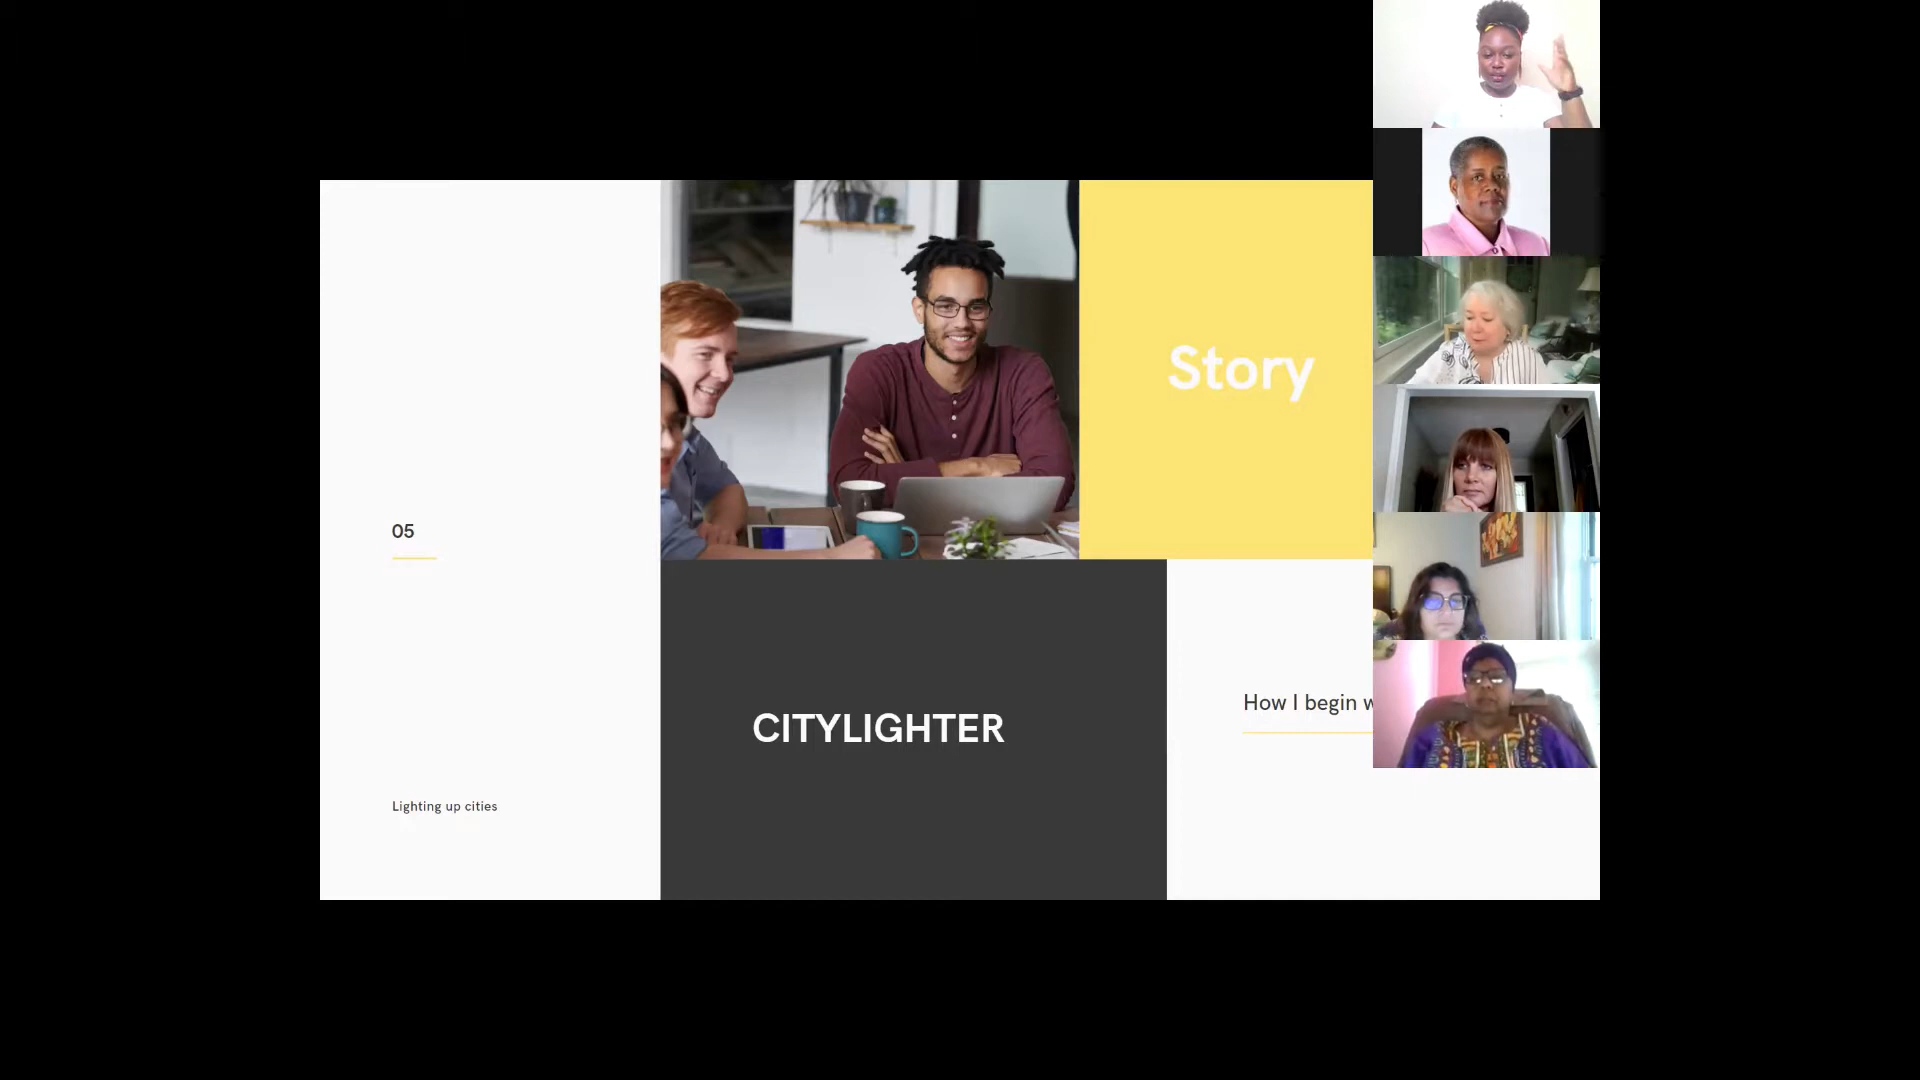 Story
05
How I begin
CITYLIGHTER
Lighting up cities